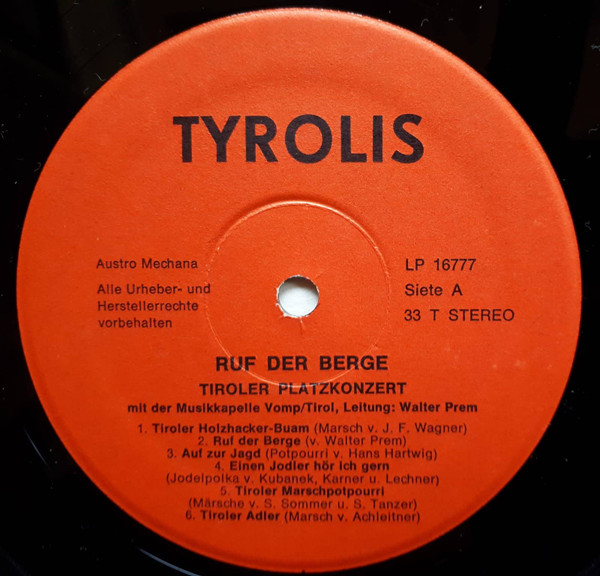 TYROLIS
Austro Mechana
Alle Urheber- und
Herstellerrechte
vorbehalten
LP 16777
Siete A
33 T STEREO
RUF DER BERGE
TIROLER PLATZKONZERT
mit der Musikkapelle Vomp/Tirol, Leitung: Walter Prem
1. Tiroler Holzhacker-Buam (Marsch v. J. F. Wagner)
2. Ruf der Berge (v. Walter Prem)
3. Auf zur Jagd (Potpourri v. Hans Hartwig)
4. Einen Jodler hör ich gern
(Jodelpolka v. Kubanek, Karner u. Lechner)
5. Tiroler Marschpotpourri
(Märsche v. S. Sommer u. S. Tanzer)
6. Tiroler Adler (Marsch v. Achleitner)